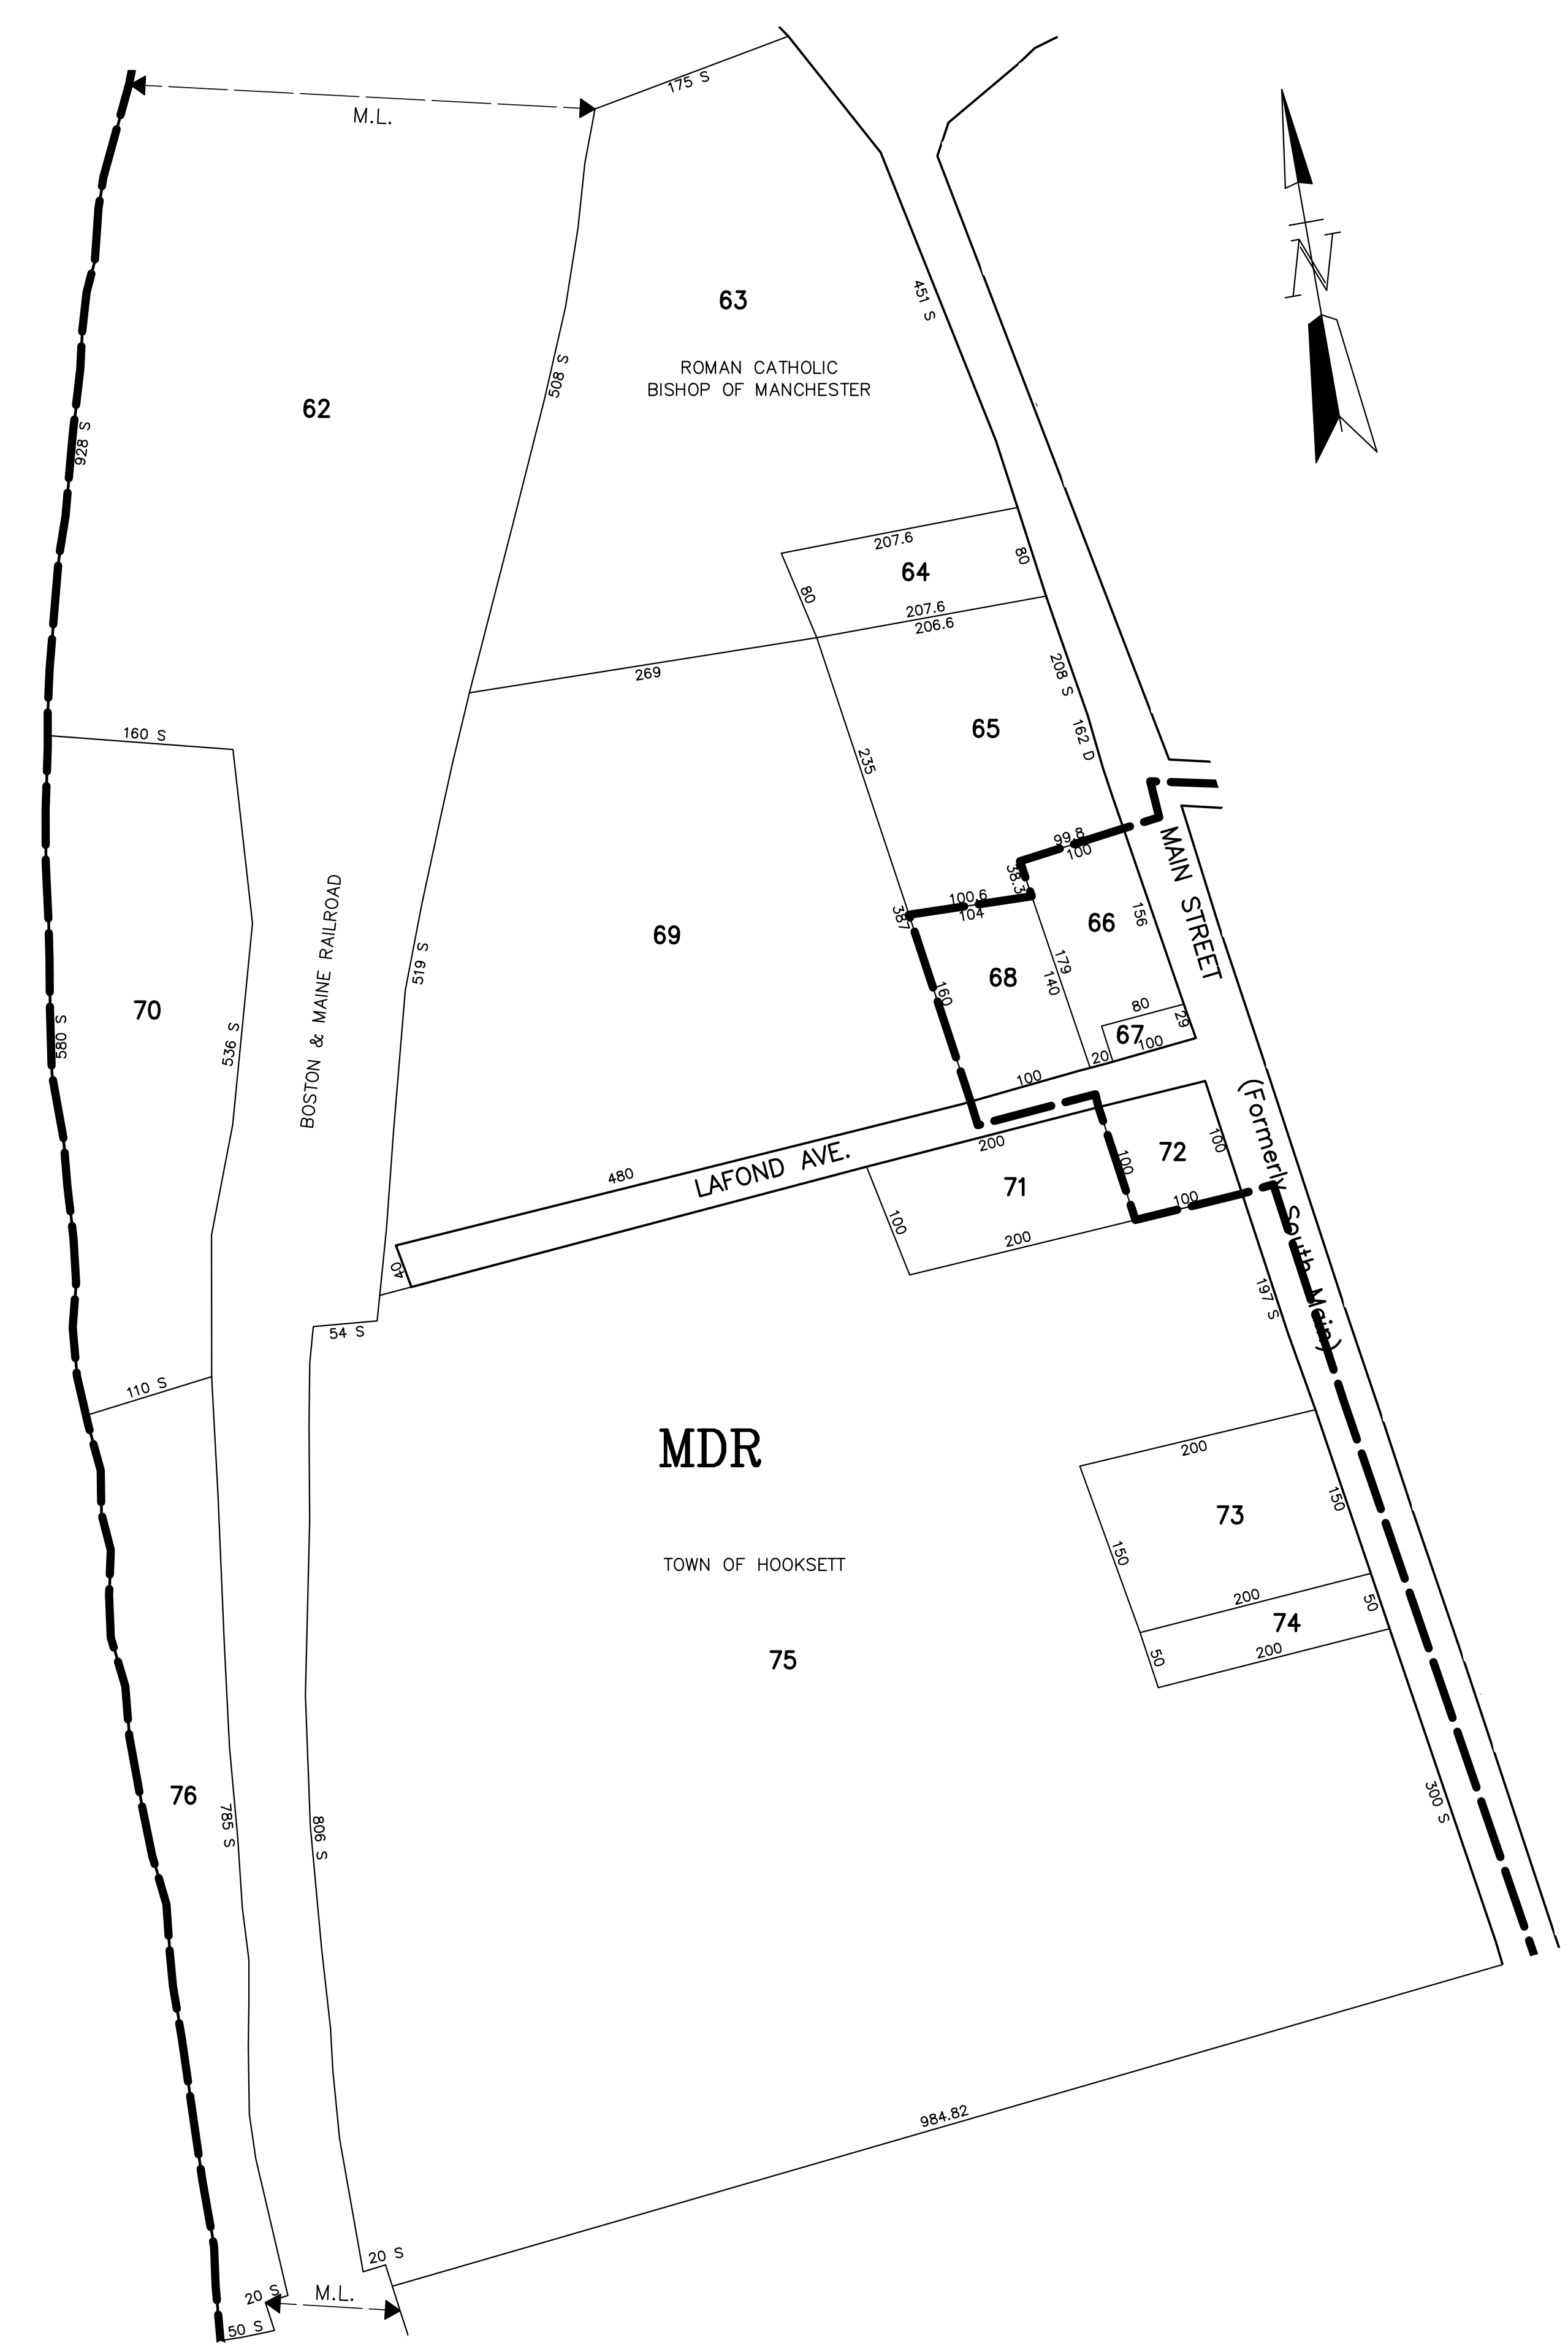 175 S
M.L.
N
451 S
63
ROMAN CATHOLIC
BISHOP OF MANCHESTER
508 S
62
928 S
207.6
80
64
80
207.6
206.6
269
208 S
65
162 D
160 S
235
99.8
100
38.3
MAIN STREET
(Formerly South Main)
100.6
104
387
156
66
69
519 S
68
179
140
160
80
29
67
100
20
100
70
580 S
536 S
BOSTON & MAINE RAILROAD
200
100
72
100
480
LAFOND AVE.
71
100
100
200
40
197 S
54 S
110 S
MDR
200
150
73
150
TOWN OF HOOKSETT
200
50
74
50
200
75
76
785 S
806 S
300 S
984.82
20 S
20 S
M.L.
50 S